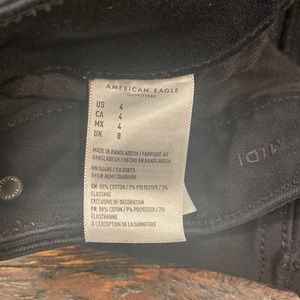 AMERICAN EAGLE
OUTFITTERS
US 4
CA 4
MX 4
UK 8
MADE IN BANGLADESH / FABRIQUÉ AU
BANGLADESH / HECHO EN BANGLADESH
RN 54485 / CA 03073
EN 88% COTTON / 9% POLYESTER / 3%
ELASTANE
EXCLUSIVE OF DECORATION
FR 88% COTON / 9% POLYESTER / 3%
ÉLASTHANNE
À L'EXCEPTION DE LA GARNITURE